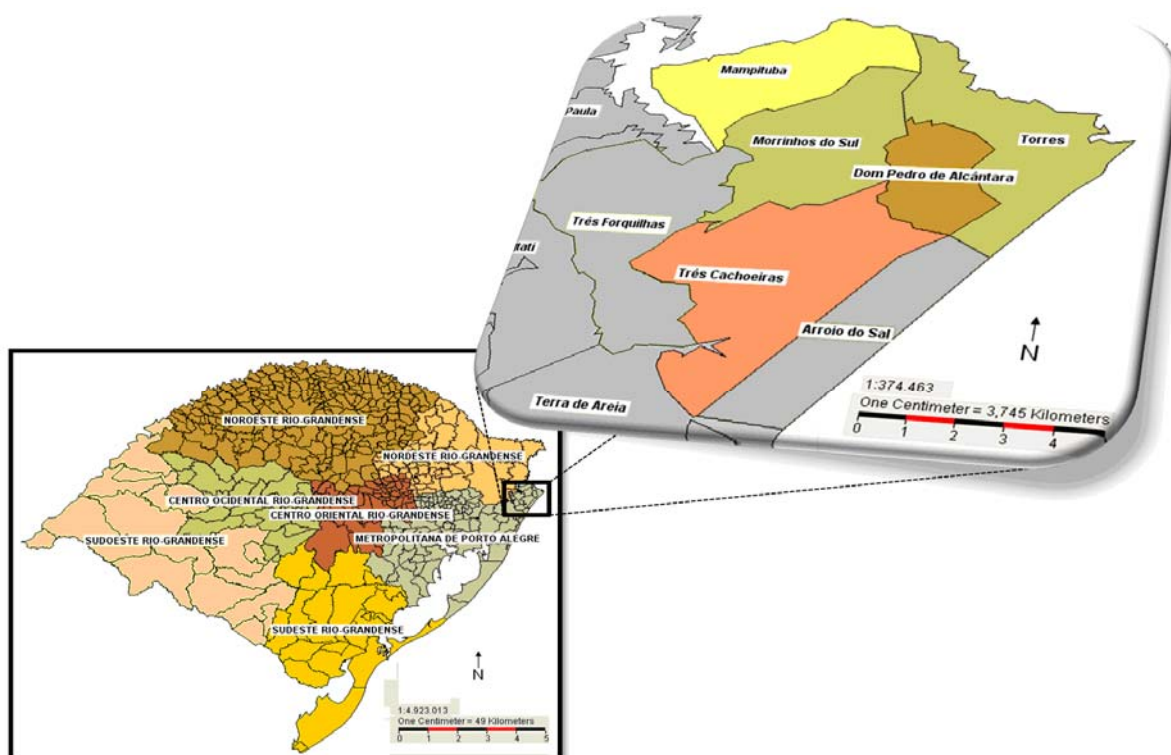 Mampituba
Paula
Morrinhos do Sul
Torres
Dom Pedro de Alcântara
Três Forquilhas
Itati
Três Cachoeiras
Arroio do Sal
Terra de Areia
N
1:374.463
One Centimeter = 3,745 Kilometers
0 1 2 3 4
NOROESTE RIO-GRANDENSE
NORDESTE RIO-GRANDENSE
CENTRO OCIDENTAL RIO-GRANDENSE
CENTRO ORIENTAL RIO-GRANDENSE
SUDOESTE RIO-GRANDENSE
METROPOLITANA DE PORTO ALEGRE
SUDESTE RIO-GRANDENSE
N
1:4.923.013
One Centimeter = 49 Kilometers
0 1 2 3 4 5